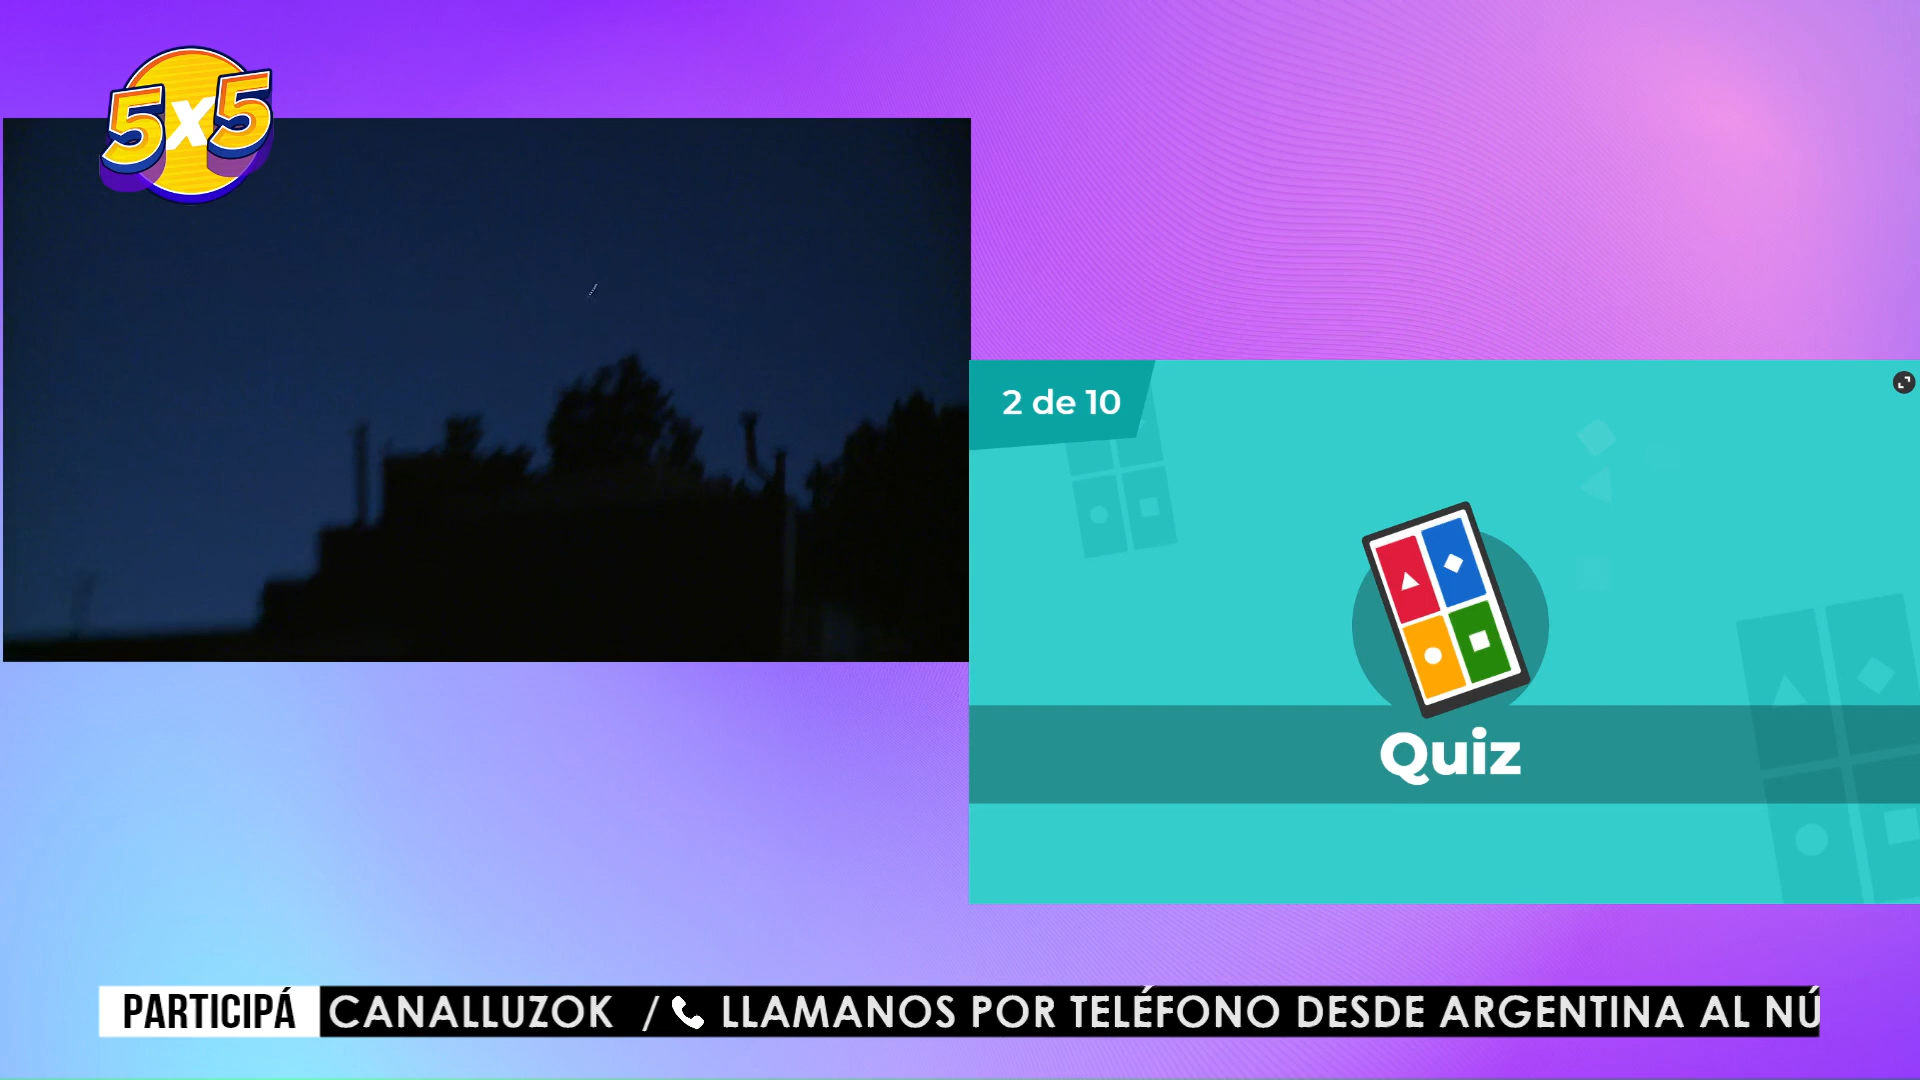 5x5
2 de 10
Quiz
PARTICIPÁ CANALLUZOK / LLAMANOS POR TELÉFONO DESDE ARGENTINA AL NÚ